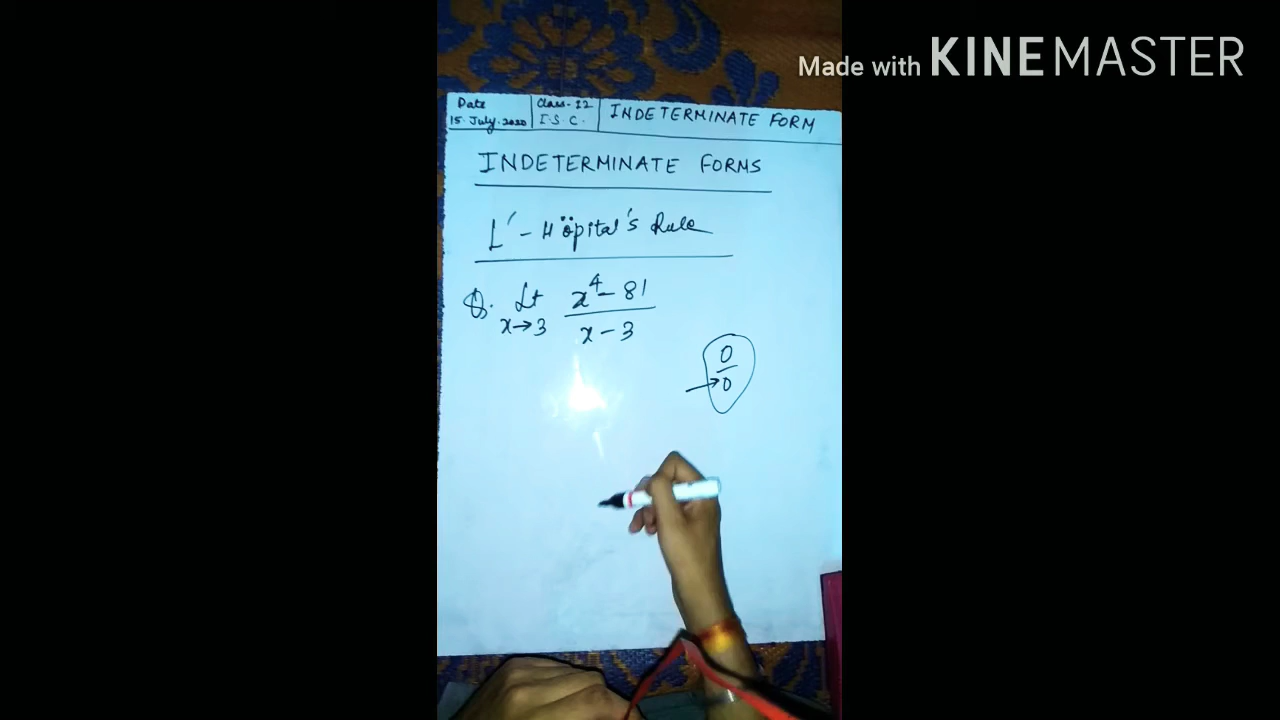 Made with KINEMASTER
Date
15. July. 2020
Class - 12
I.S.C.
INDETERMINATE FORM
INDETERMINATE FORMS
L' - Höpital's Rule
Q. Lt x→3 x⁴ - 81 / x - 3
0 / →0